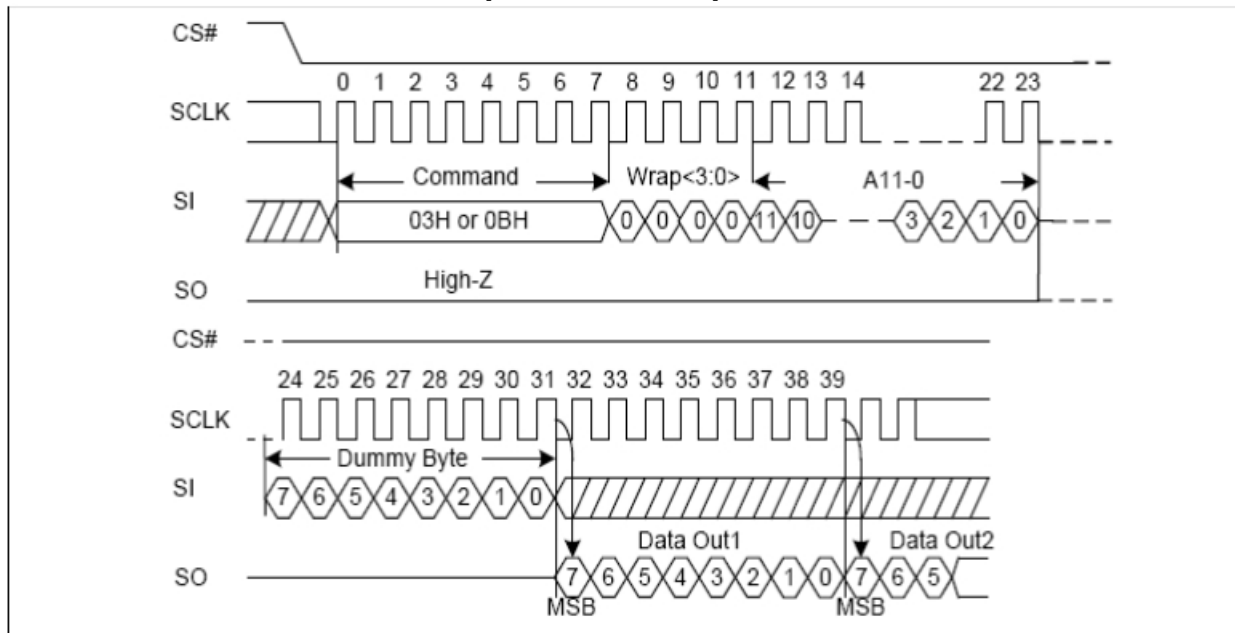 CS#
0 1 2 3 4 5 6 7 8 9 10 11 12 13 14 22 23
SCLK
Command Wrap<3:0> A11-0
SI
03H or 0BH 0 0 0 0 11 10 3 2 1 0
High-Z
SO
CS#
24 25 26 27 28 29 30 31 32 33 34 35 36 37 38 39
SCLK
Dummy Byte
SI
7 6 5 4 3 2 1 0
Data Out1 Data Out2
SO
7 6 5 4 3 2 1 0 7 6 5
MSB MSB